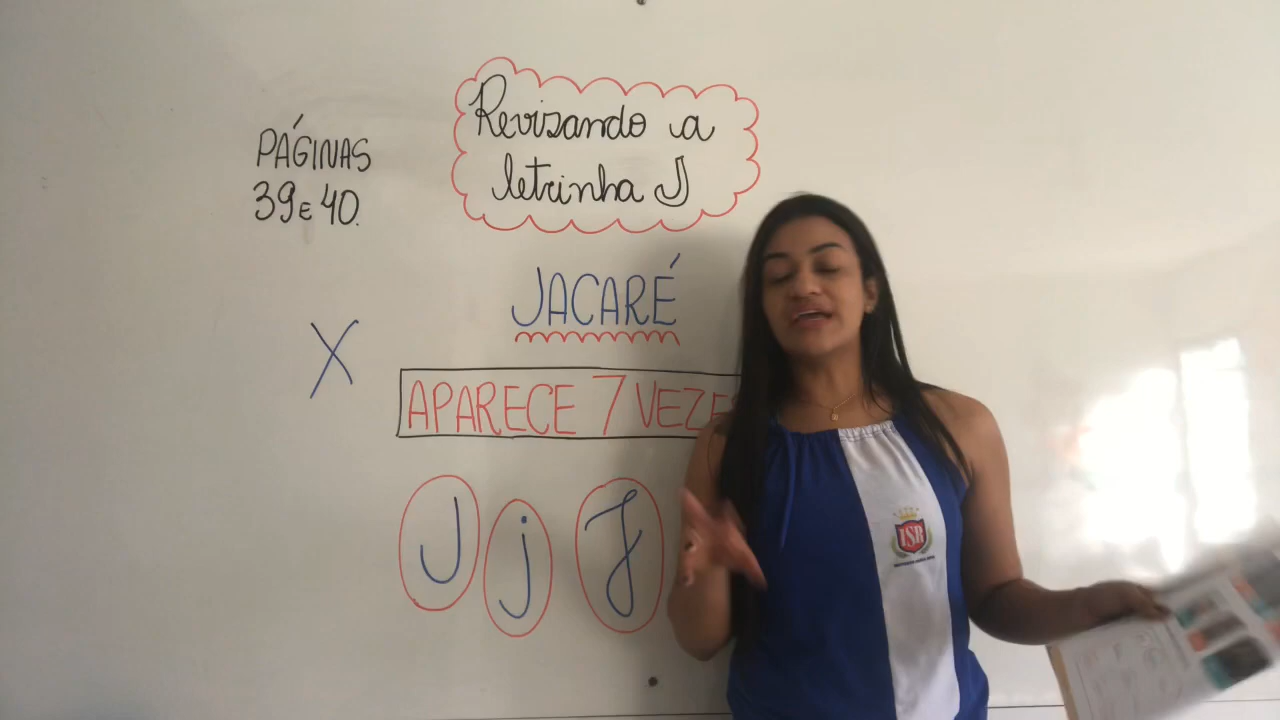 Revisando a
letrinha J
PÁGINAS
39 E 40.
JACARÉ
X
APARECE 7 VEZE
J j J
ISR